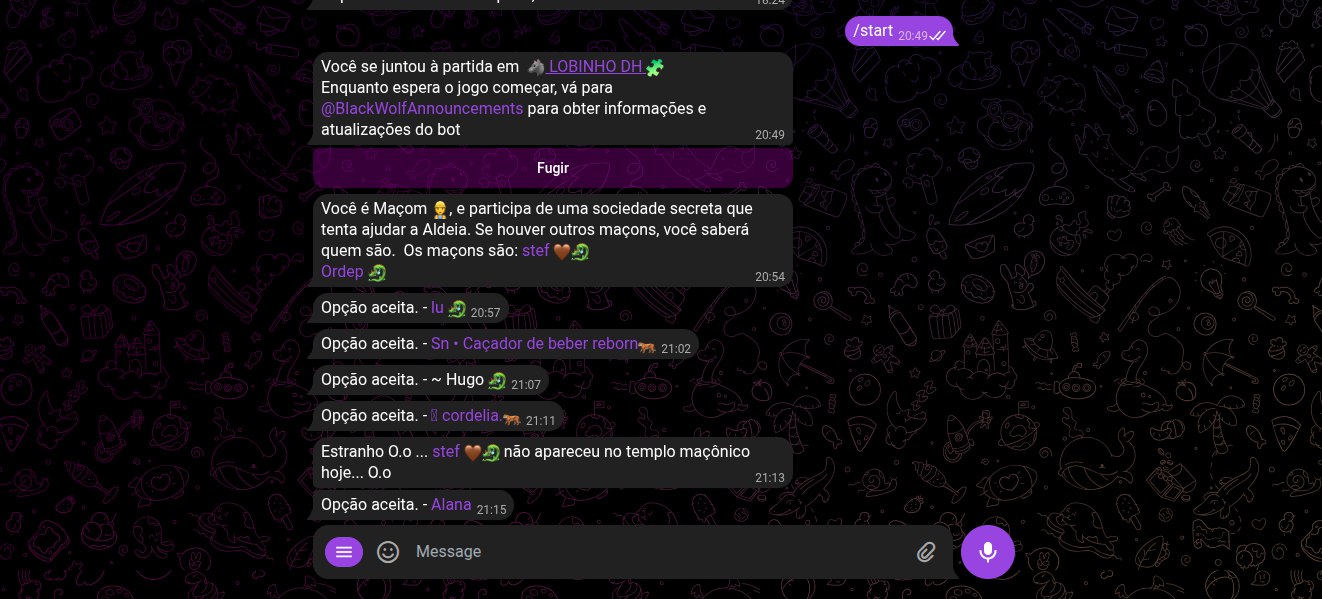 18:24
/start 20:49
Você se juntou à partida em 🐺 LOBINHO DH 🧩
Enquanto espera o jogo começar, vá para
@BlackWolfAnnouncements para obter informações e
atualizações do bot 20:49
Fugir
Você é Maçom 👷, e participa de uma sociedade secreta que
tenta ajudar a Aldeia. Se houver outros maçons, você saberá
quem são. Os maçons são: stef 🤎🐲
Ordep 🐲 20:54
Opção aceita. - lu 🐲 20:57
Opção aceita. - Sn • Caçador de beber reborn🐅 21:02
Opção aceita. - ~ Hugo 🐲 21:07
Opção aceita. - cordelia.🐅 21:11
Estranho O.o ... stef 🤎🐲 não apareceu no templo maçônico
hoje... O.o 21:13
Opção aceita. - Alana 21:15
Message